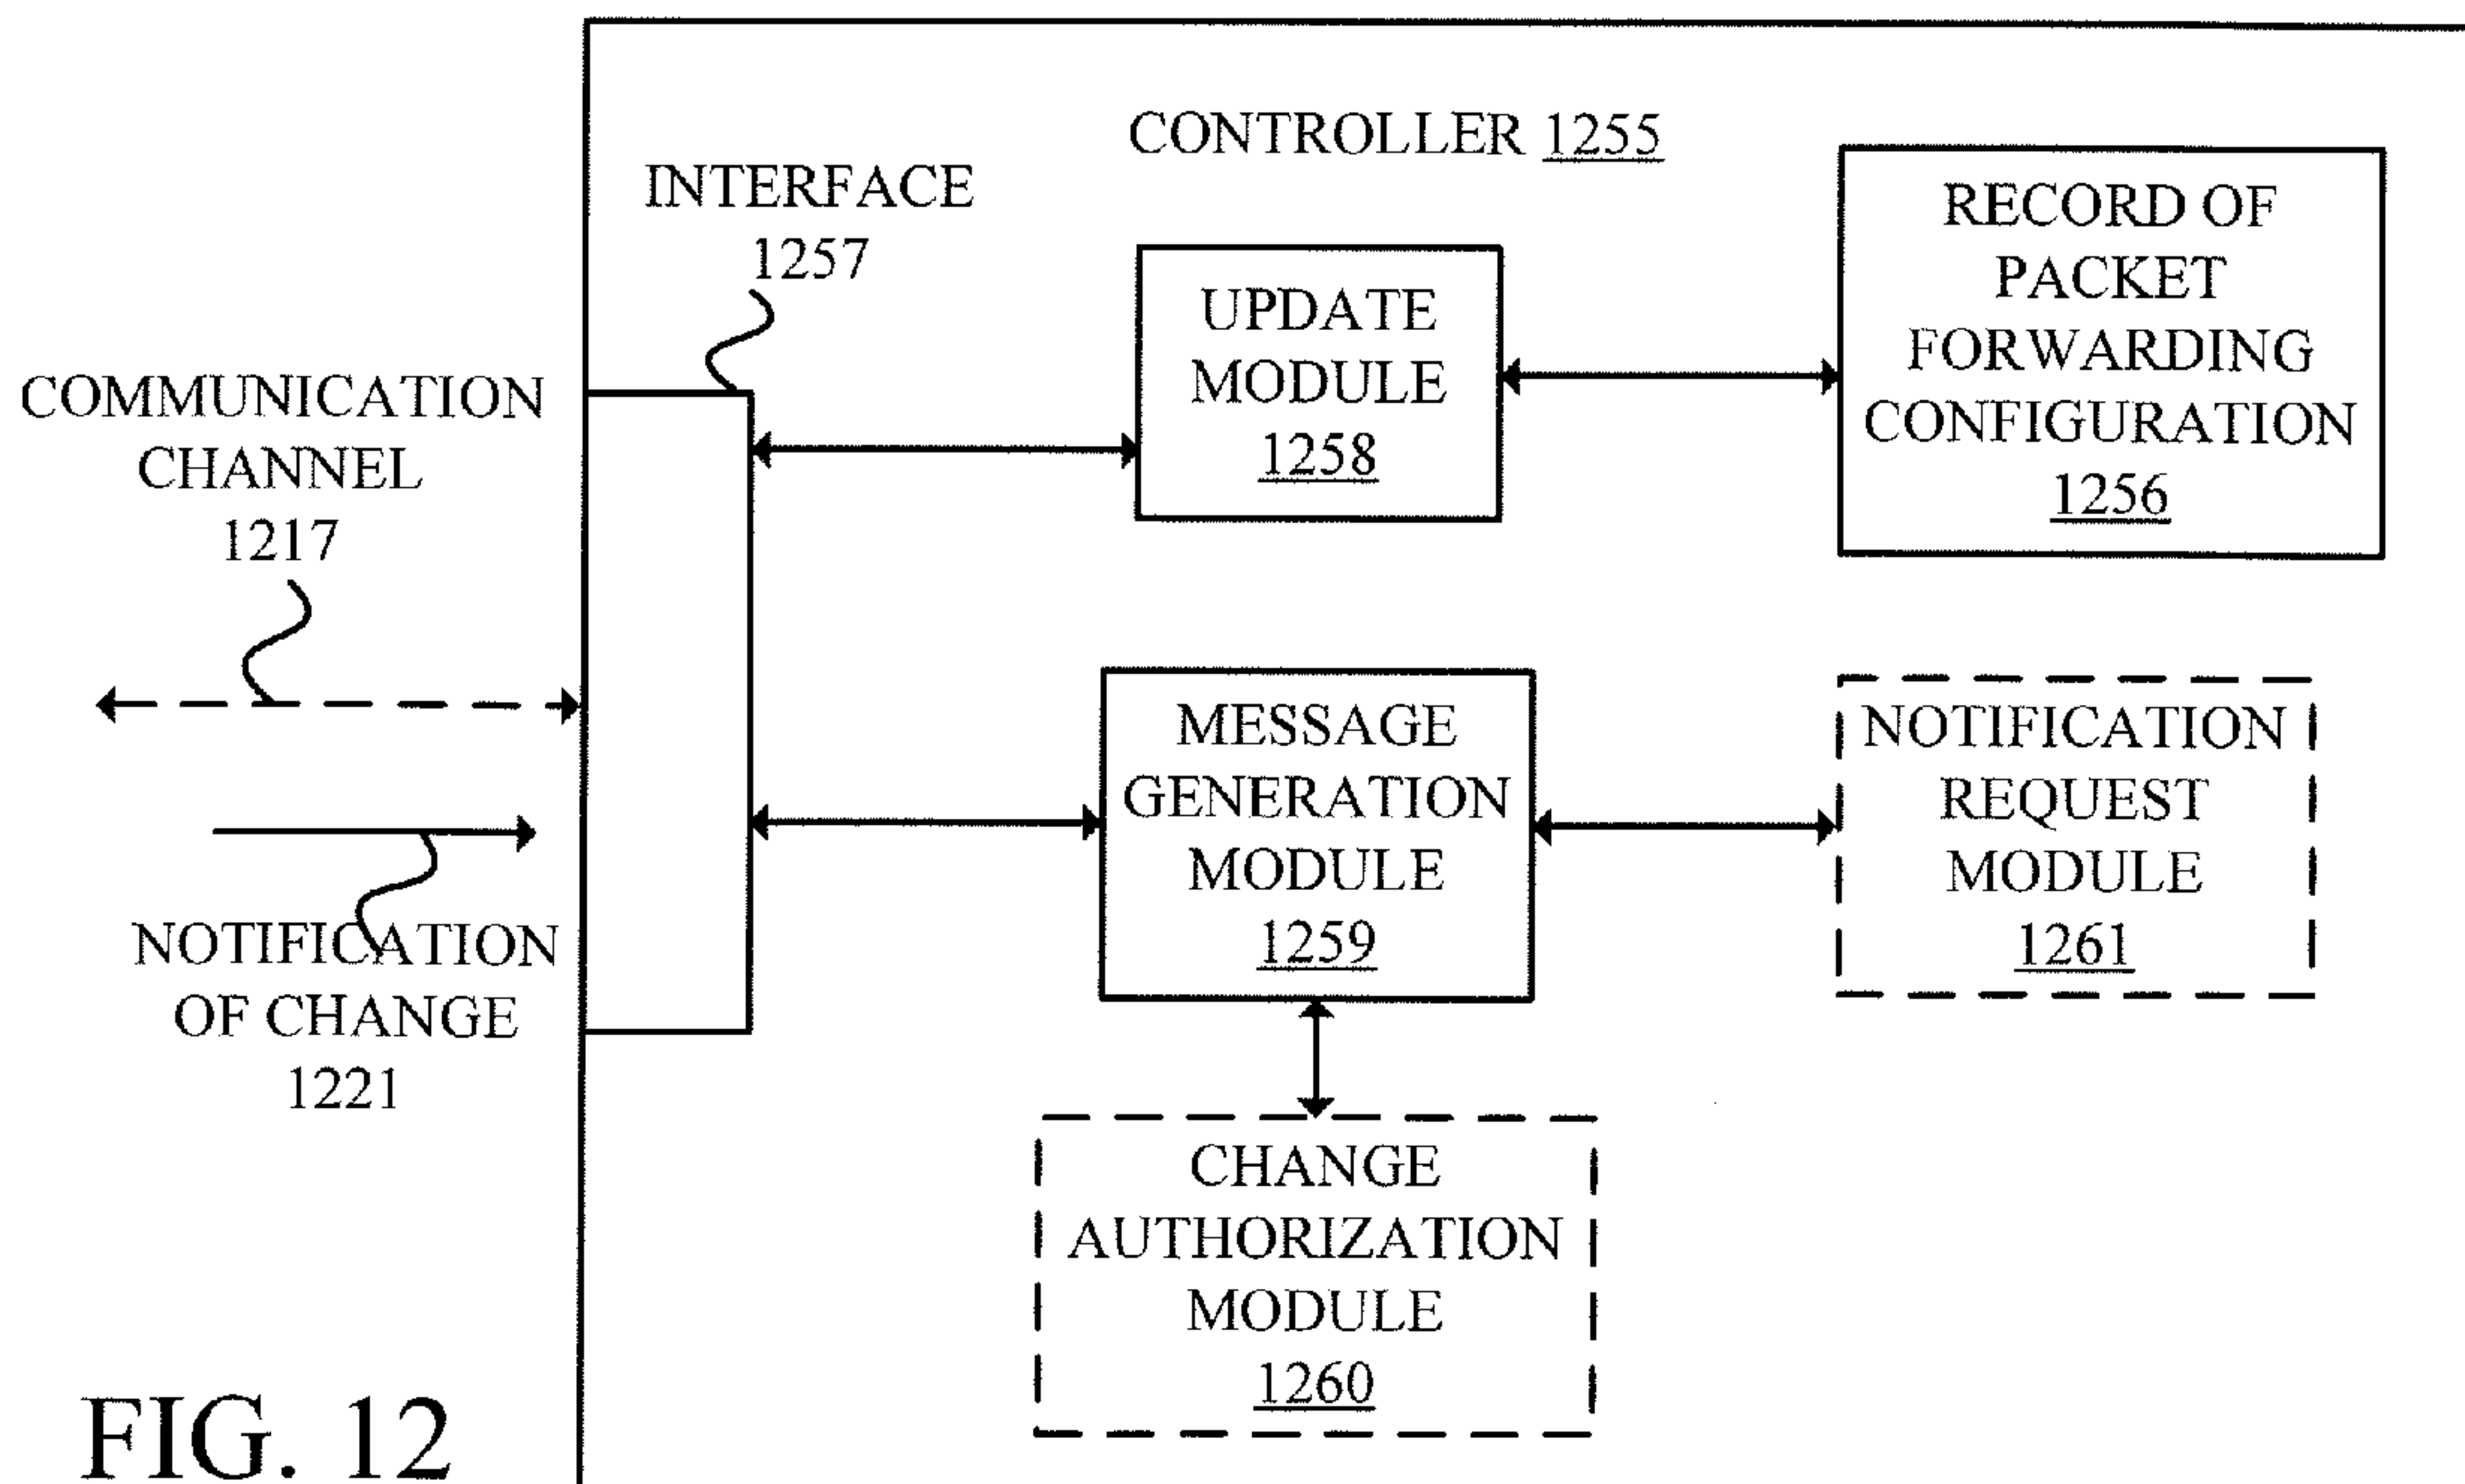 CONTROLLER 1255
INTERFACE
1257
RECORD OF
PACKET
FORWARDING
CONFIGURATION
1256
UPDATE
MODULE
1258
COMMUNICATION
CHANNEL
1217
MESSAGE
GENERATION
MODULE
1259
NOTIFICATION
REQUEST
MODULE
1261
NOTIFICATION
OF CHANGE
1221
CHANGE
AUTHORIZATION
MODULE
1260
FIG. 12